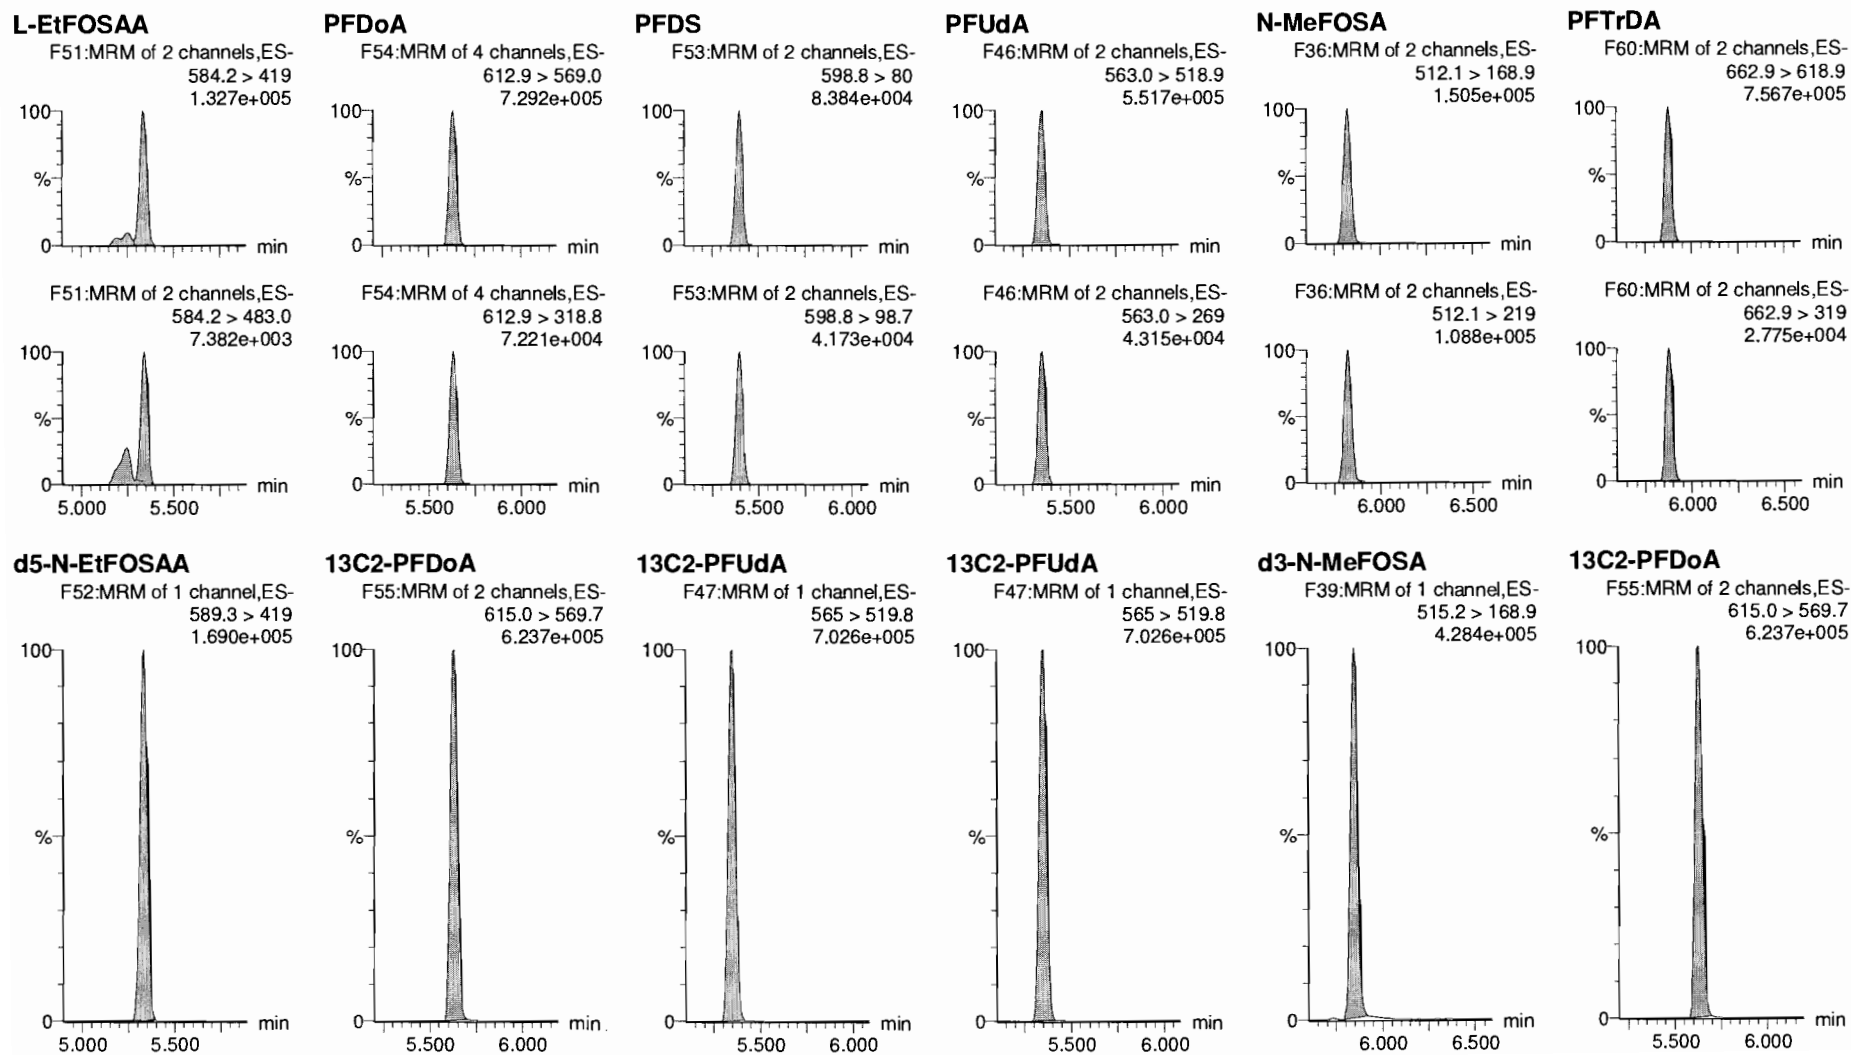 L-EtFOSAA
F51:MRM of 2 channels,ES-
584.2 > 419
1.327e+005
100
%
0
min
F51:MRM of 2 channels,ES-
584.2 > 483.0
7.382e+003
100
%
0
min
5.000 5.500
PFDoA
F54:MRM of 4 channels,ES-
612.9 > 569.0
7.292e+005
100
%
0
min
F54:MRM of 4 channels,ES-
612.9 > 318.8
7.221e+004
100
%
0
min
5.500 6.000
PFDS
F53:MRM of 2 channels,ES-
598.8 > 80
8.384e+004
100
%
0
min
F53:MRM of 2 channels,ES-
598.8 > 98.7
4.173e+004
100
%
0
min
5.500 6.000
PFUdA
F46:MRM of 2 channels,ES-
563.0 > 518.9
5.517e+005
100
%
0
min
F46:MRM of 2 channels,ES-
563.0 > 269
4.315e+004
100
%
0
min
5.500 6.000
N-MeFOSA
F36:MRM of 2 channels,ES-
512.1 > 168.9
1.505e+005
100
%
0
min
F36:MRM of 2 channels,ES-
512.1 > 219
1.088e+005
100
%
0
min
6.000 6.500
PFTrDA
F60:MRM of 2 channels,ES-
662.9 > 618.9
7.567e+005
100
%
0
min
F60:MRM of 2 channels,ES-
662.9 > 319
2.775e+004
100
%
0
min
6.000 6.500
d5-N-EtFOSAA
F52:MRM of 1 channel,ES-
589.3 > 419
1.690e+005
100
%
0
min
5.000 5.500
13C2-PFDoA
F55:MRM of 2 channels,ES-
615.0 > 569.7
6.237e+005
100
%
0
min
5.500 6.000
13C2-PFUdA
F47:MRM of 1 channel,ES-
565 > 519.8
7.026e+005
100
%
0
min
5.500 6.000
13C2-PFUdA
F47:MRM of 1 channel,ES-
565 > 519.8
7.026e+005
100
%
0
min
5.500 6.000
d3-N-MeFOSA
F39:MRM of 1 channel,ES-
515.2 > 168.9
4.284e+005
100
%
0
min
6.000 6.500
13C2-PFDoA
F55:MRM of 2 channels,ES-
615.0 > 569.7
6.237e+005
100
%
0
min
5.500 6.000